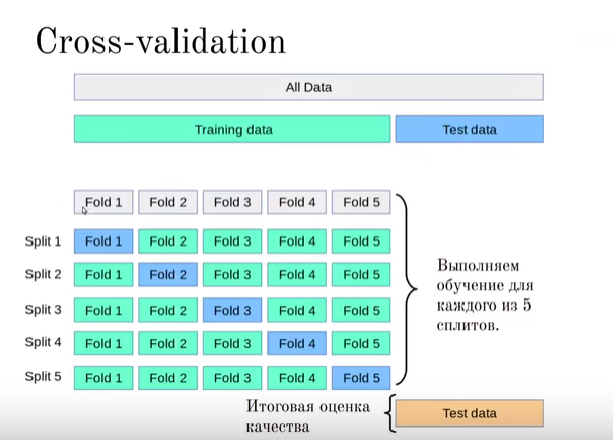 Cross-validation
All Data
Training data Test data
Fold 1 Fold 2 Fold 3 Fold 4 Fold 5
Split 1 Fold 1 Fold 2 Fold 3 Fold 4 Fold 5
Split 2 Fold 1 Fold 2 Fold 3 Fold 4 Fold 5
Split 3 Fold 1 Fold 2 Fold 3 Fold 4 Fold 5
Split 4 Fold 1 Fold 2 Fold 3 Fold 4 Fold 5
Split 5 Fold 1 Fold 2 Fold 3 Fold 4 Fold 5
Выполняем
обучение для
каждого из 5
сплитов.
Итоговая оценка
качества
Test data